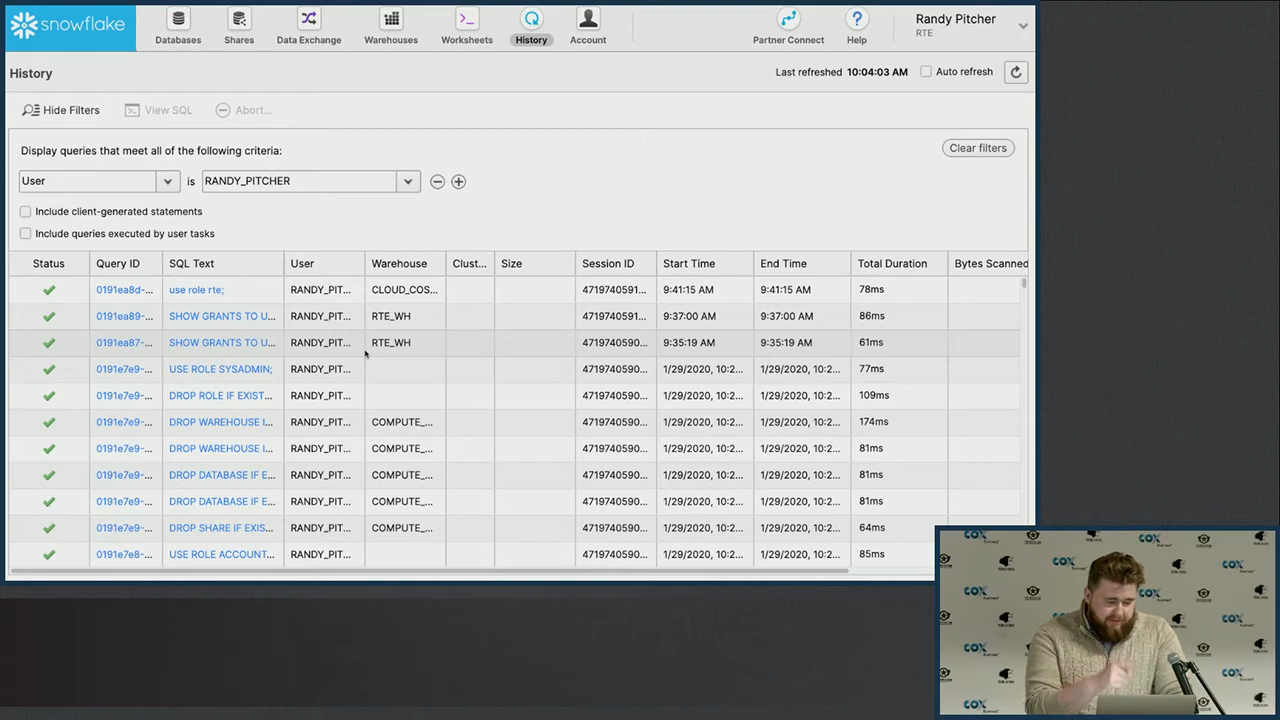 snowflake
Databases Shares Data Exchange Warehouses Worksheets History Account Partner Connect Help
Randy Pitcher
RTE
History
Last refreshed 10:04:03 AM Auto refresh
Hide Filters View SQL Abort...
Display queries that meet all of the following criteria:
Clear filters
User is RANDY_PITCHER
Include client-generated statements
Include queries executed by user tasks
Status Query ID SQL Text User Warehouse Clust... Size Session ID Start Time End Time Total Duration Bytes Scanned
0191ea8d-... use role rte; RANDY_PIT... CLOUD_COS... 4719740591... 9:41:15 AM 9:41:15 AM 78ms
0191ea89-... SHOW GRANTS TO U... RANDY_PIT... RTE_WH 4719740591... 9:37:00 AM 9:37:00 AM 86ms
0191ea87-... SHOW GRANTS TO U... RANDY_PIT... RTE_WH 4719740590... 9:35:19 AM 9:35:19 AM 61ms
0191e7e9-... USE ROLE SYSADMIN; RANDY_PIT... 4719740590... 1/29/2020, 10:2... 1/29/2020, 10:2... 77ms
0191e7e9-... DROP ROLE IF EXIST... RANDY_PIT... 4719740590... 1/29/2020, 10:2... 1/29/2020, 10:2... 109ms
0191e7e9-... DROP WAREHOUSE I... RANDY_PIT... COMPUTE_... 4719740590... 1/29/2020, 10:2... 1/29/2020, 10:2... 174ms
0191e7e9-... DROP WAREHOUSE I... RANDY_PIT... COMPUTE_... 4719740590... 1/29/2020, 10:2... 1/29/2020, 10:2... 81ms
0191e7e9-... DROP DATABASE IF E... RANDY_PIT... COMPUTE_... 4719740590... 1/29/2020, 10:2... 1/29/2020, 10:2... 81ms
0191e7e9-... DROP DATABASE IF E... RANDY_PIT... COMPUTE_... 4719740590... 1/29/2020, 10:2... 1/29/2020, 10:2... 81ms
0191e7e9-... DROP SHARE IF EXIS... RANDY_PIT... COMPUTE_... 4719740590... 1/29/2020, 10:2... 1/29/2020, 10:2... 64ms
0191e7e8-... USE ROLE ACCOUNT... RANDY_PIT... 4719740590... 1/29/2020, 10:2... 1/29/2020, 10:2... 85ms
COX
COX
COX
COX
COX
COX
COX
COX